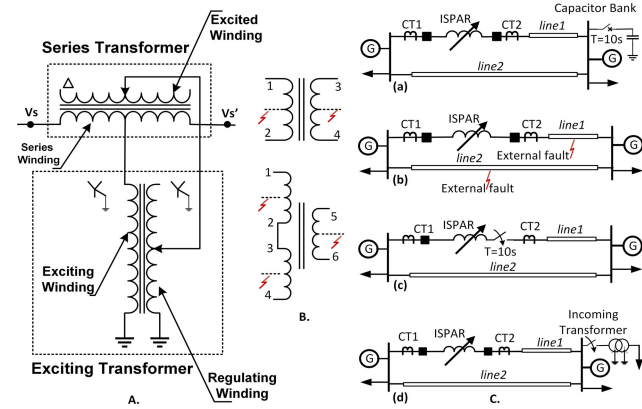 Excited
Winding
Series Transformer
Δ
Vs
Vs'
Series
Winding
Exciting
Winding
Exciting Transformer
Regulating
Winding
A.
1
3
2
4
1
2
3
4
5
6
B.
Capacitor Bank
CT1
ISPAR
CT2
line1
T=10s
G
G
line2
(a)
CT1
ISPAR
CT2
line1
G
G
External fault
line2
External fault
(b)
CT1
ISPAR
CT2
line1
T=10s
G
G
line2
(c)
Incoming
Transformer
CT1
ISPAR
CT2
line1
G
G
line2
(d)
C.